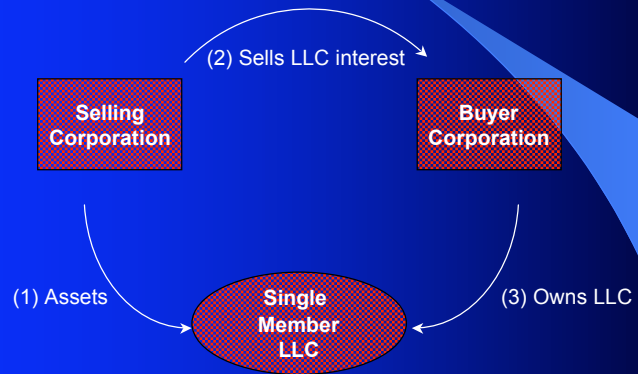 (2) Sells LLC interest
Selling
Corporation
Buyer
Corporation
(1) Assets
(3) Owns LLC
Single
Member
LLC